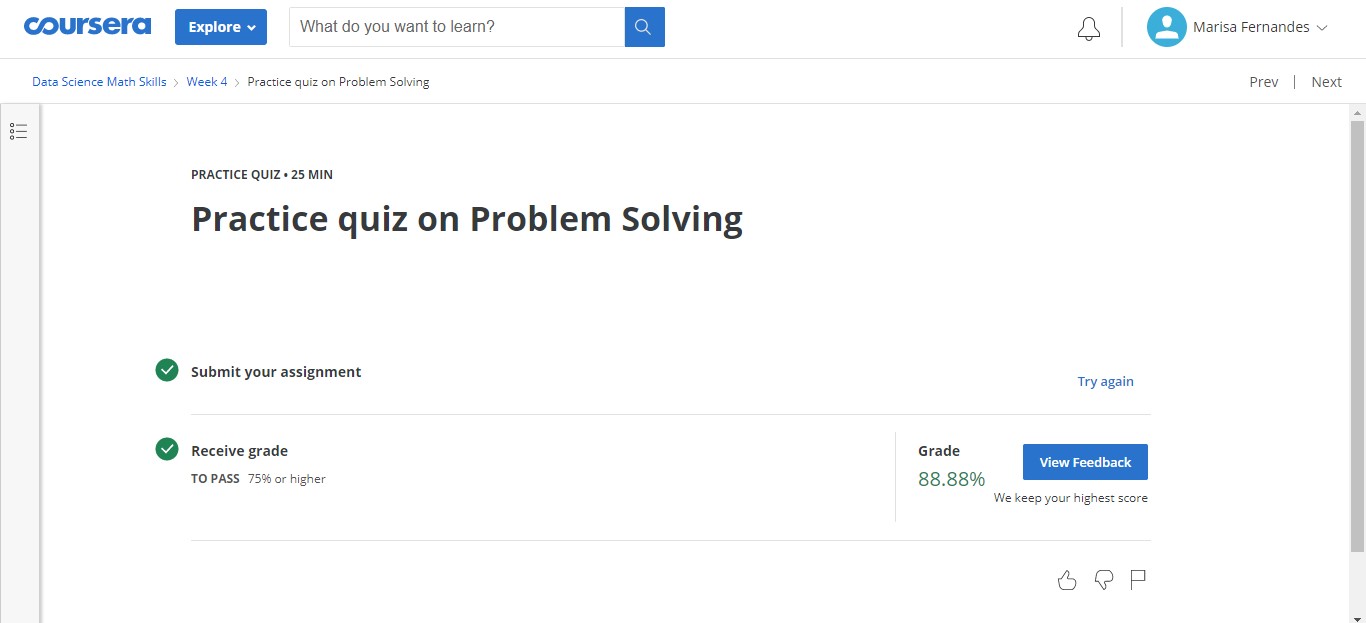 coursera
Explore
What do you want to learn?
Marisa Fernandes
Data Science Math Skills > Week 4 > Practice quiz on Problem Solving
Prev | Next
PRACTICE QUIZ • 25 MIN
Practice quiz on Problem Solving
Submit your assignment
Try again
Receive grade
TO PASS 75% or higher
Grade
88.88%
View Feedback
We keep your highest score